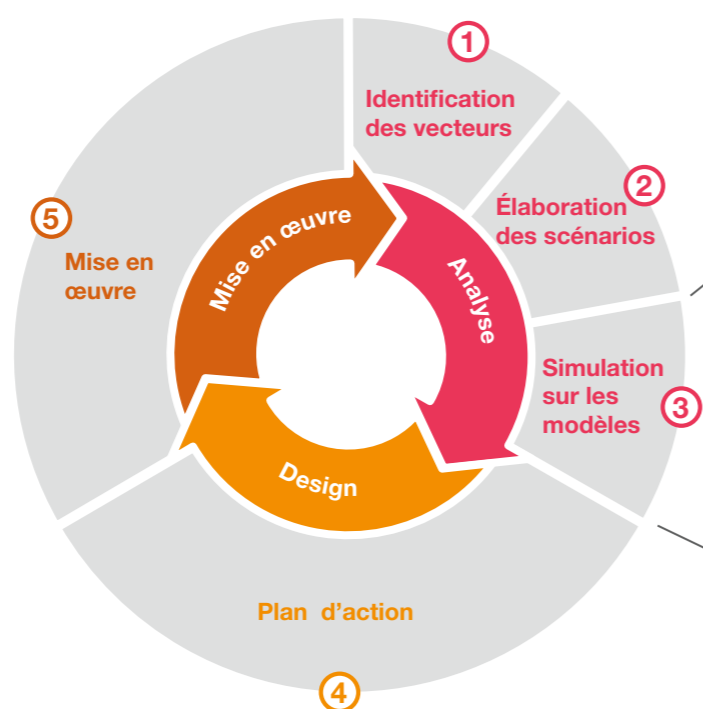 1
Identification
des vecteurs
2
Élaboration
des scénarios
3
Simulation
sur les
modèles
4
Plan d'action
5
Mise en
œuvre
Mise en œuvre
Analyse
Design